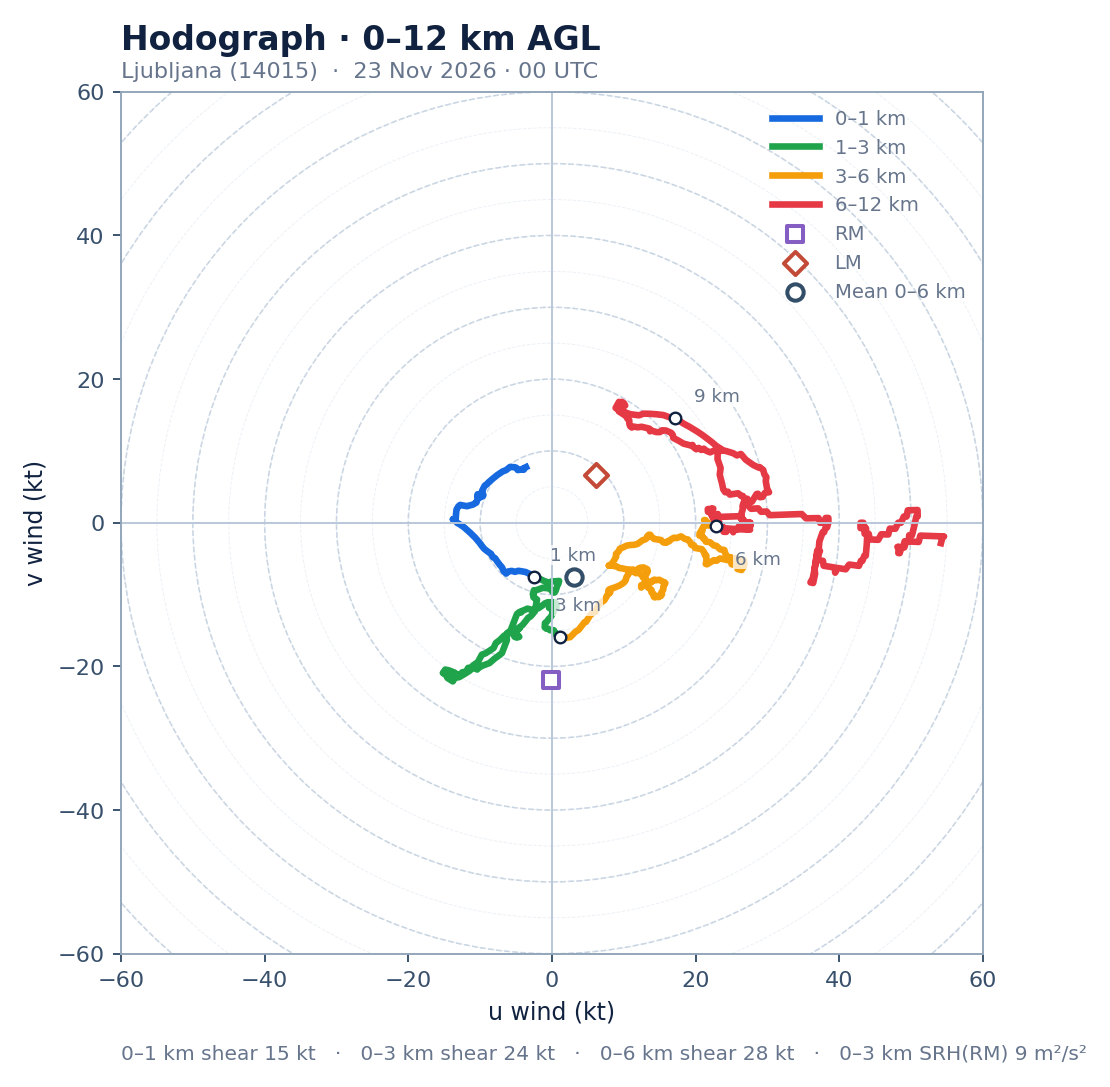 Hodograph · 0–12 km AGL
Ljubljana (14015) · 23 Nov 2026 · 00 UTC
60
40
20
0
−20
−40
−60
v wind (kt)
0–1 km
1–3 km
3–6 km
6–12 km
RM
LM
Mean 0–6 km
9 km
1 km
6 km
3 km
−60
−40
−20
0
20
40
60
u wind (kt)
0–1 km shear 15 kt · 0–3 km shear 24 kt · 0–6 km shear 28 kt · 0–3 km SRH(RM) 9 m²/s²